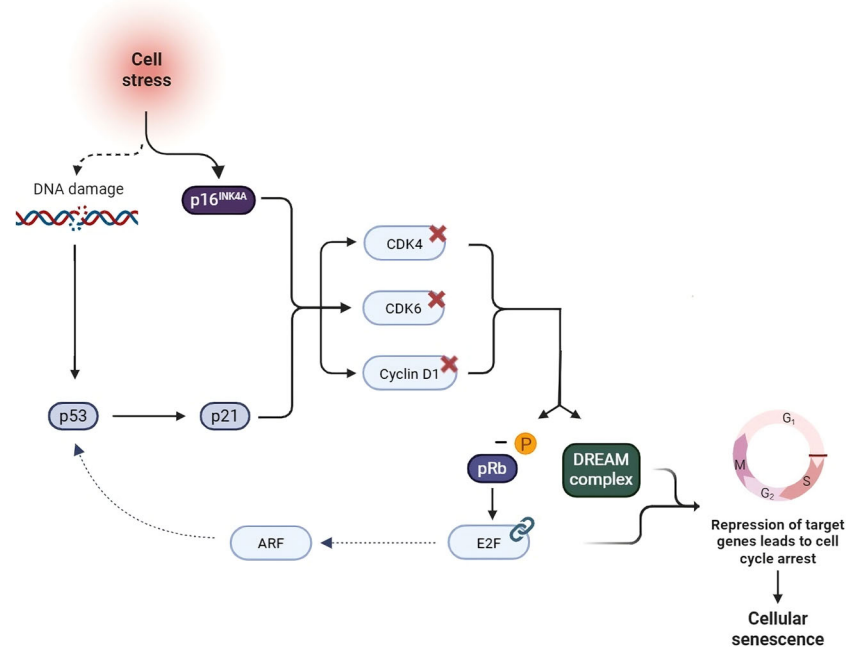 Cell
stress
DNA damage
p16INK4A
CDK4
CDK6
Cyclin D1
p53
p21
– P
pRb
DREAM
complex
E2F
ARF
G1
S
G2
M
Repression of target
genes leads to cell
cycle arrest
Cellular
senescence